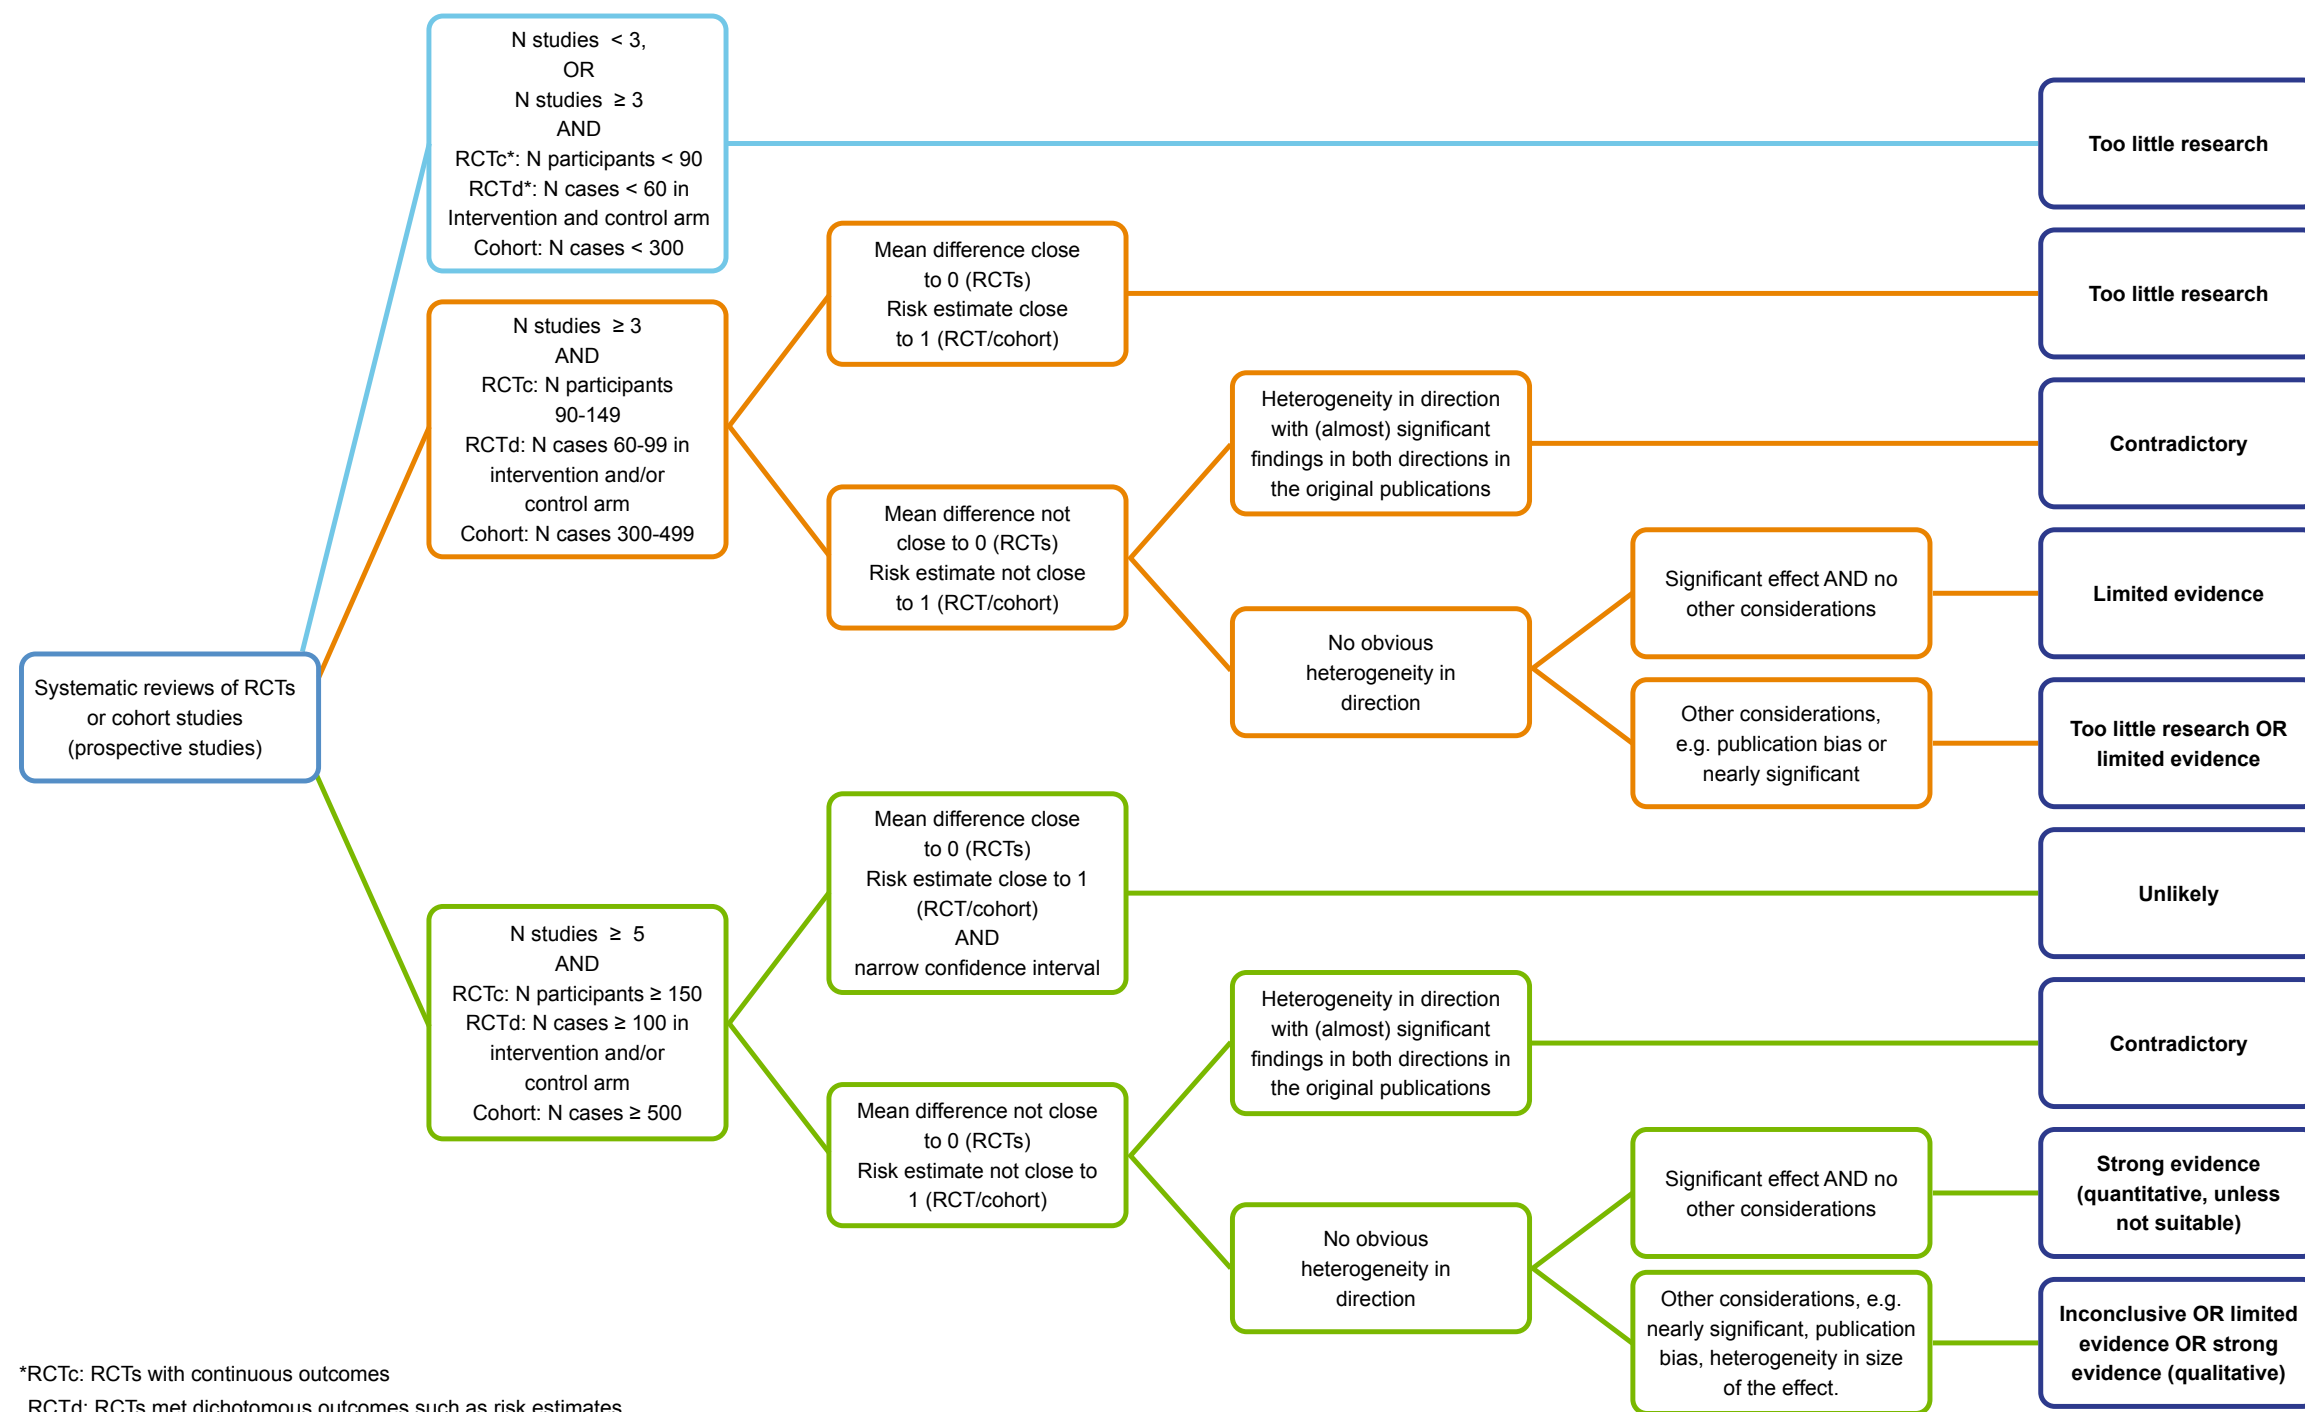 N studies < 3,
OR
N studies ≥ 3
AND
RCTc*: N participants < 90
RCTd*: N cases < 60 in
Intervention and control arm
Cohort: N cases < 300
Too little research
Mean difference close
to 0 (RCTs)
Risk estimate close
to 1 (RCT/cohort)
Too little research
N studies ≥ 3
AND
RCTc: N participants
90-149
RCTd: N cases 60-99 in
intervention and/or
control arm
Cohort: N cases 300-499
Heterogeneity in direction
with (almost) significant
findings in both directions in
the original publications
Contradictory
Mean difference not
close to 0 (RCTs)
Risk estimate not close
to 1 (RCT/cohort)
Significant effect AND no
other considerations
Limited evidence
No obvious
heterogeneity in
direction
Systematic reviews of RCTs
or cohort studies
(prospective studies)
Other considerations,
e.g. publication bias or
nearly significant
Too little research OR
limited evidence
Mean difference close
to 0 (RCTs)
Risk estimate close to 1
(RCT/cohort)
AND
narrow confidence interval
Unlikely
N studies ≥ 5
AND
RCTc: N participants ≥ 150
RCTd: N cases ≥ 100 in
intervention and/or
control arm
Cohort: N cases ≥ 500
Heterogeneity in direction
with (almost) significant
findings in both directions in
the original publications
Contradictory
Mean difference not close
to 0 (RCTs)
Risk estimate not close to
1 (RCT/cohort)
Significant effect AND no
other considerations
Strong evidence
(quantitative, unless
not suitable)
No obvious
heterogeneity in
direction
Other considerations, e.g.
nearly significant, publication
bias, heterogeneity in size
of the effect.
Inconclusive OR limited
evidence OR strong
evidence (qualitative)
*RCTc: RCTs with continuous outcomes
RCTd: RCTs met dichotomous outcomes such as risk estimates